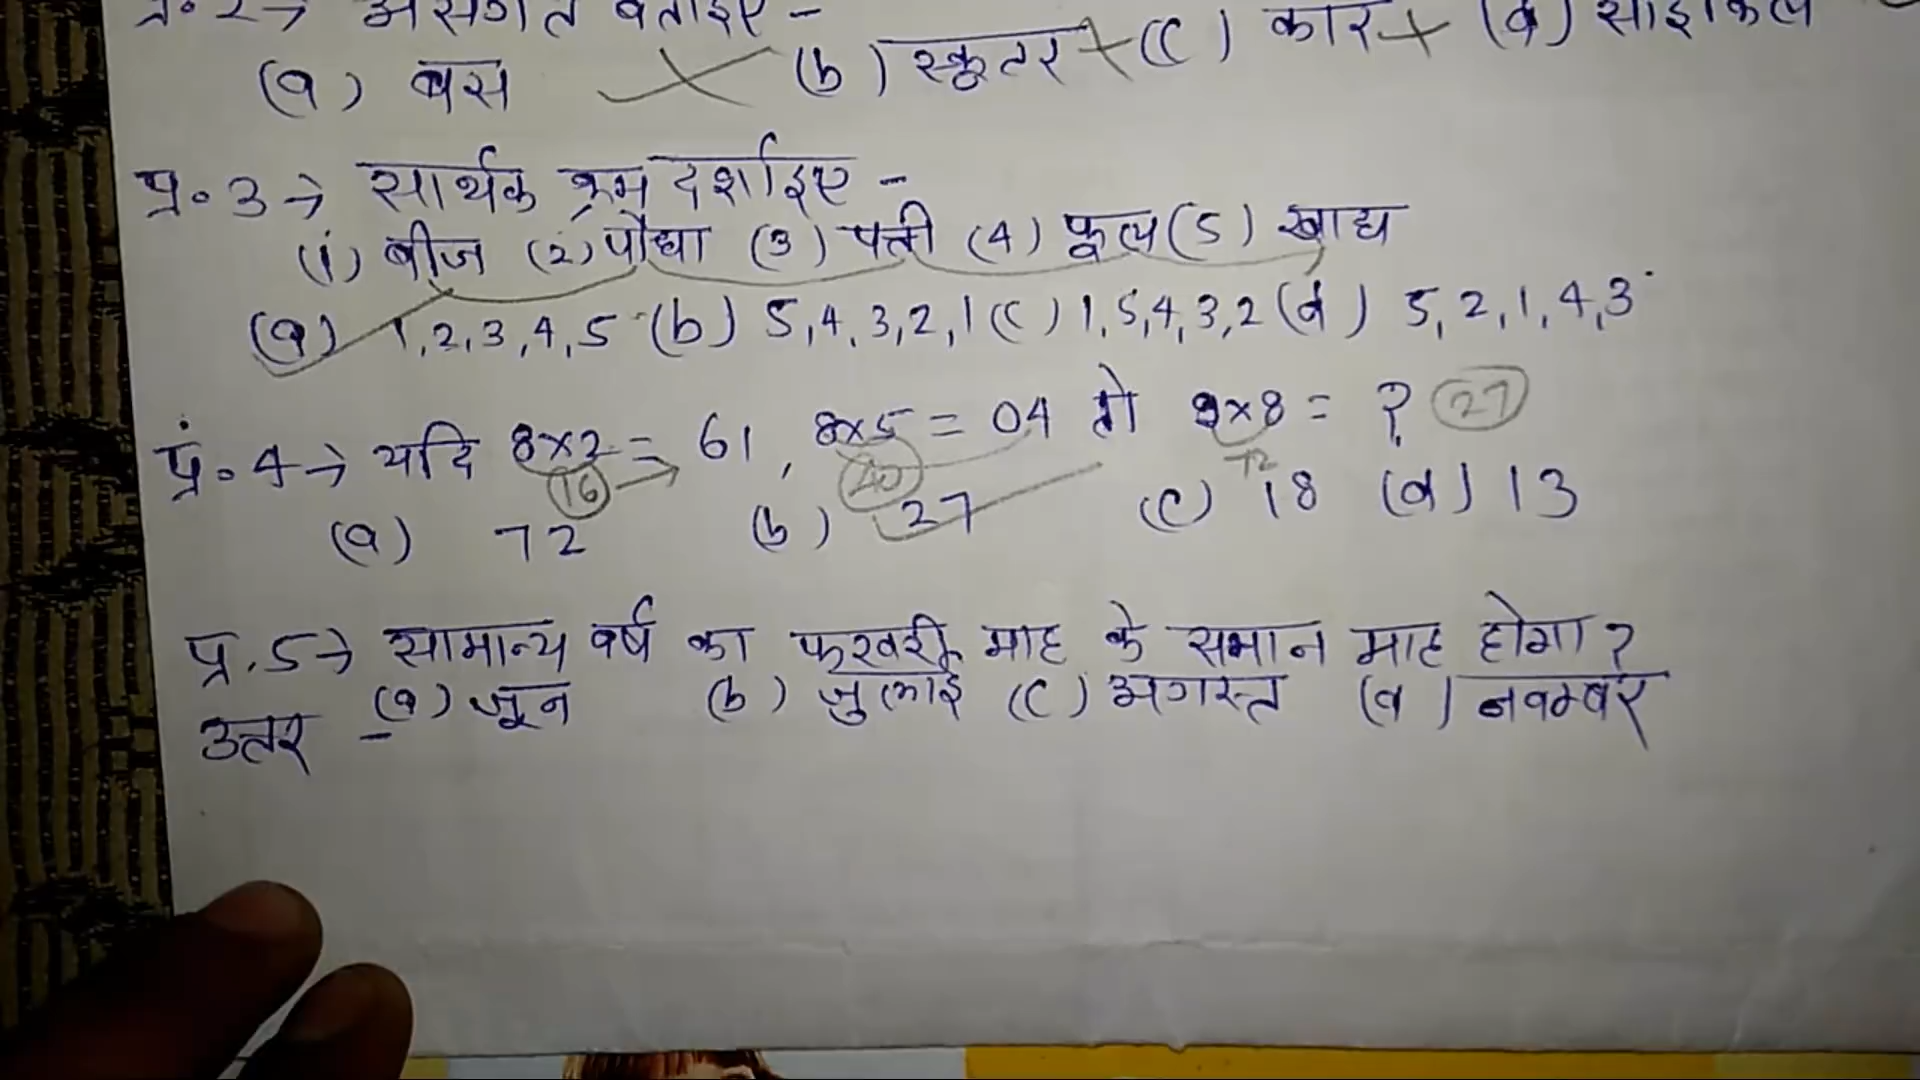 प्र. 2 → असंगत बताइए -
(a) बस (b) स्कूटर (c) कार (d) साइकिल
प्र. 3 → सार्थक क्रम दर्शाइए -
(1) बीज (2) पौधा (3) पत्ती (4) फूल (5) खाद्य
(a) 1,2,3,4,5 (b) 5,4,3,2,1 (c) 1,5,4,3,2 (d) 5,2,1,4,3
प्रं. 4 → यदि 8×2 = 61, 8×5 = 04 तो 9×8 = ? 27
16 40 72
(a) 72 (b) 27 (c) 18 (d) 13
प्र. 5 → सामान्य वर्ष का फरवरी माह के समान माह होगा?
उत्तर - (a) जून (b) जुलाई (c) अगस्त (d) नवम्बर